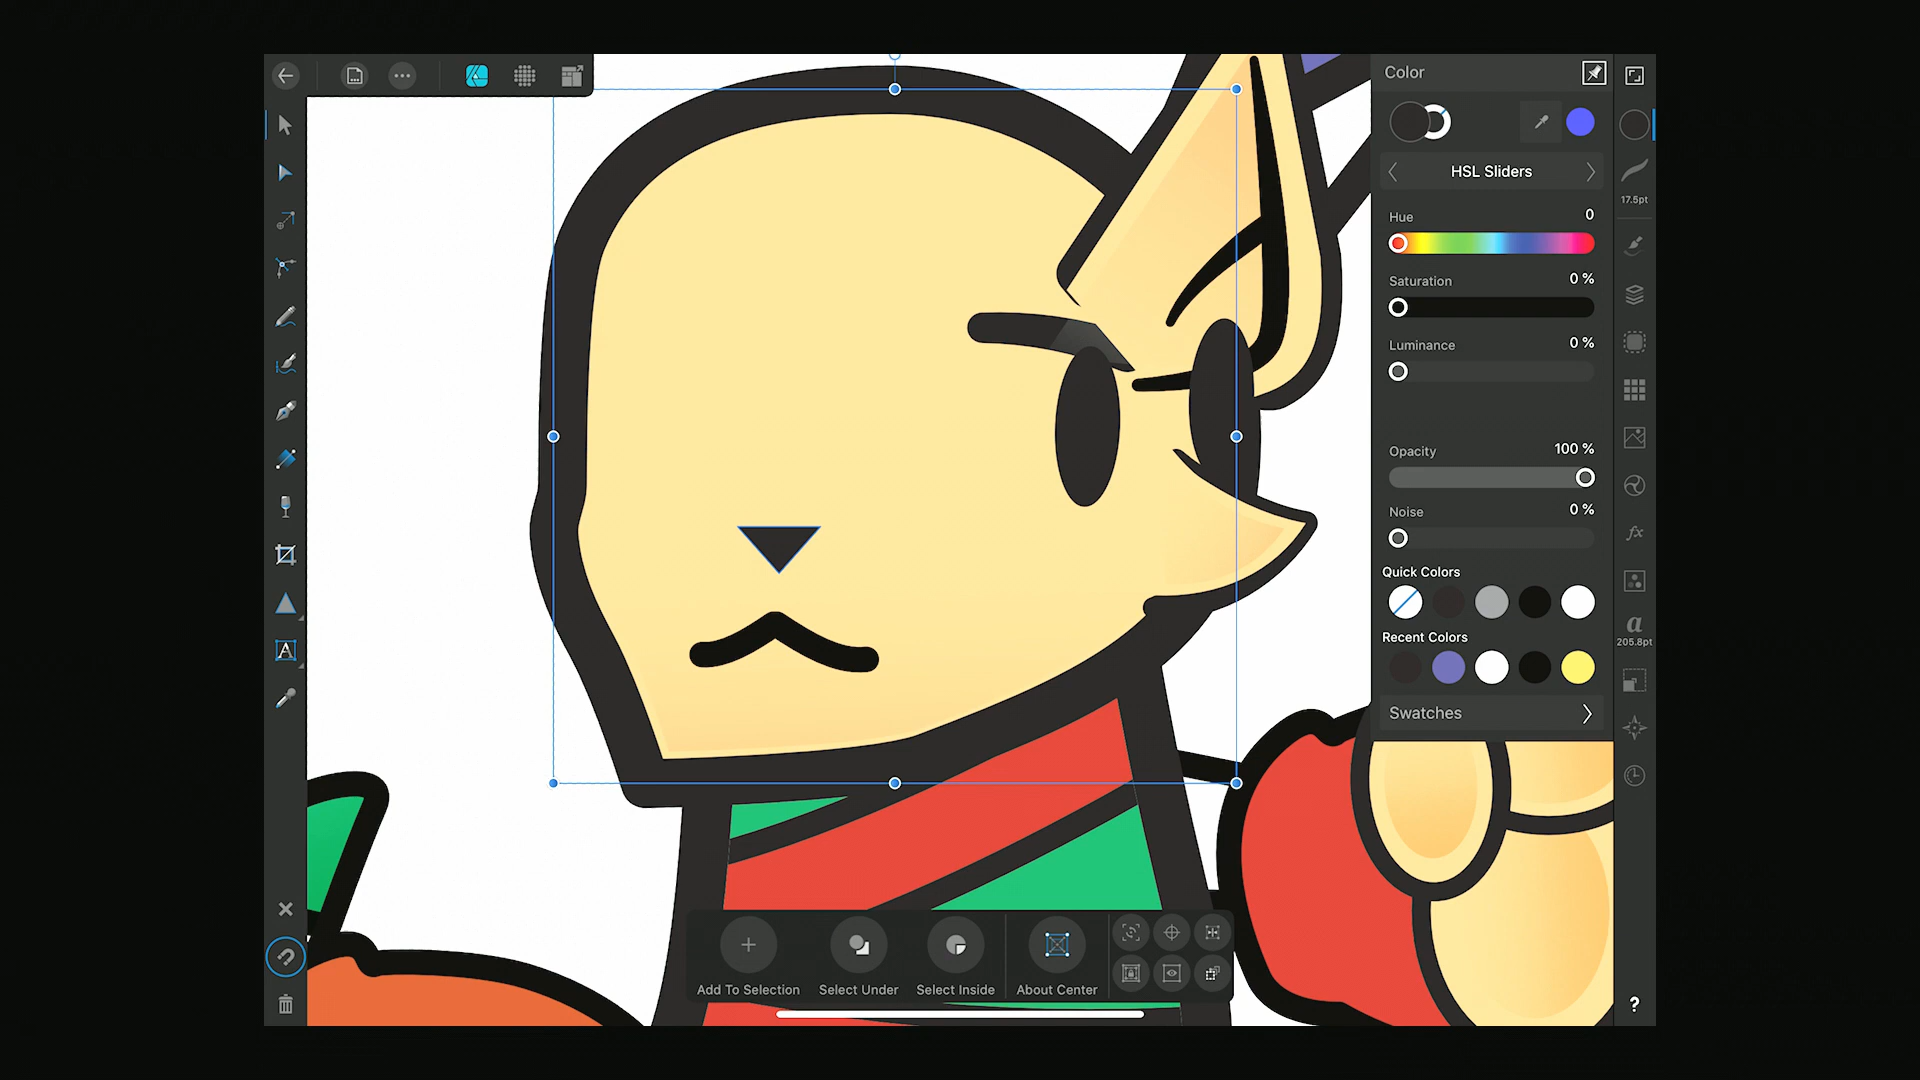 Color
HSL Sliders
17.5pt
Hue
0
Saturation
0 %
Luminance
0 %
Opacity
100 %
Noise
0 %
fx
Quick Colors
a
205.8pt
Recent Colors
Swatches
A
Add To Selection
Select Under
Select Inside
About Center
?